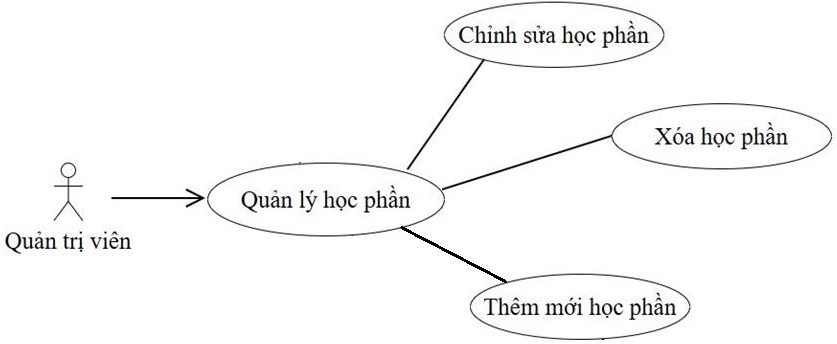 Chỉnh sửa học phần
Xóa học phần
Quản lý học phần
Quản trị viên
Thêm mới học phần